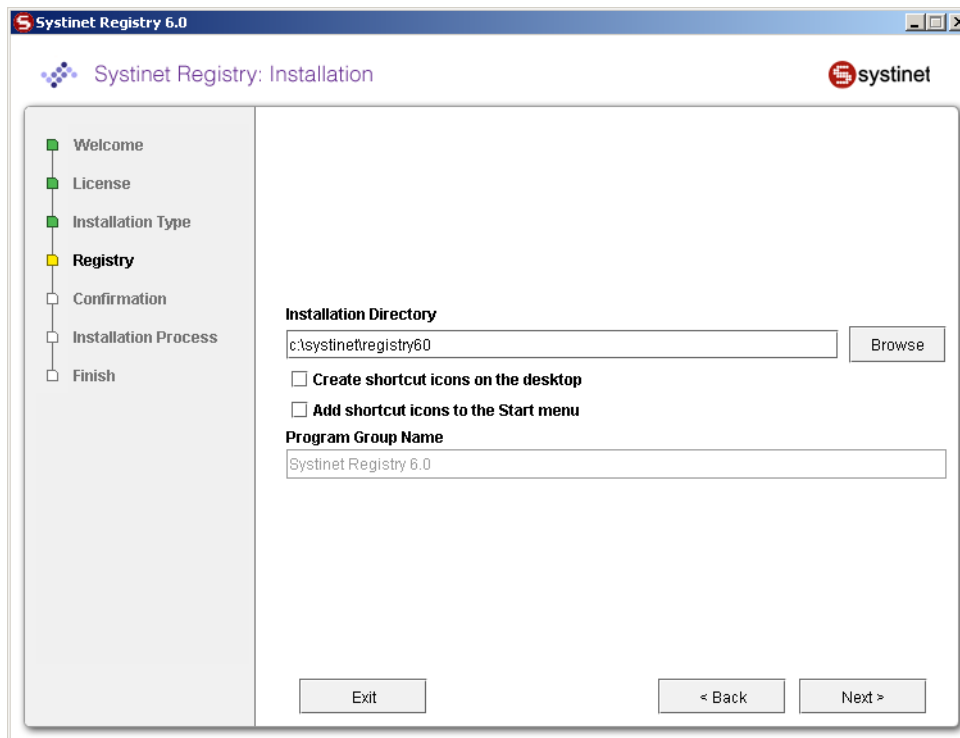 Systinet Registry 6.0
Systinet Registry: Installation
systinet
Welcome
License
Installation Type
Registry
Confirmation
Installation Process
Finish
Installation Directory
c:\systinet\registry60
Browse
Create shortcut icons on the desktop
Add shortcut icons to the Start menu
Program Group Name
Systinet Registry 6.0
Exit
< Back
Next >